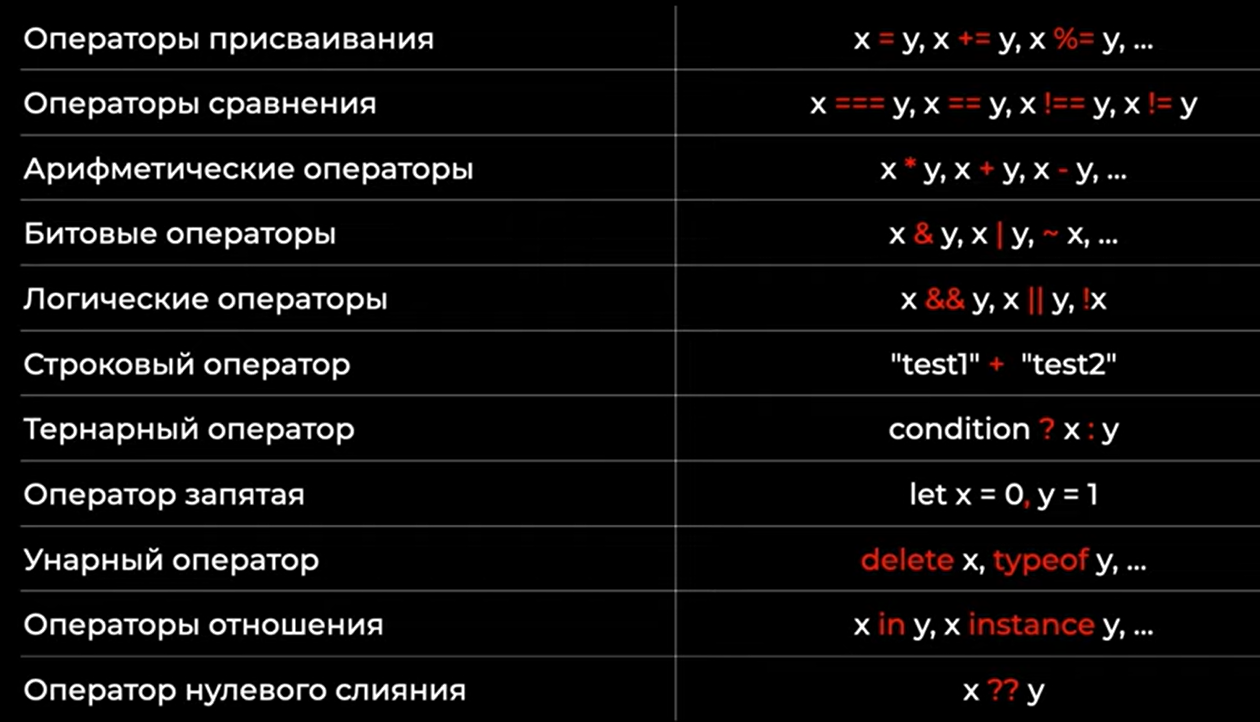 Операторы присваивания x = y, x += y, x %= y, ...
Операторы сравнения x === y, x == y, x !== y, x != y
Арифметические операторы x * y, x + y, x - y, ...
Битовые операторы x & y, x | y, ~ x, ...
Логические операторы x && y, x || y, !x
Строковый оператор "test1" + "test2"
Тернарный оператор condition ? x : y
Оператор запятая let x = 0, y = 1
Унарный оператор delete x, typeof y, ...
Операторы отношения x in y, x instance y, ...
Оператор нулевого слияния x ?? y